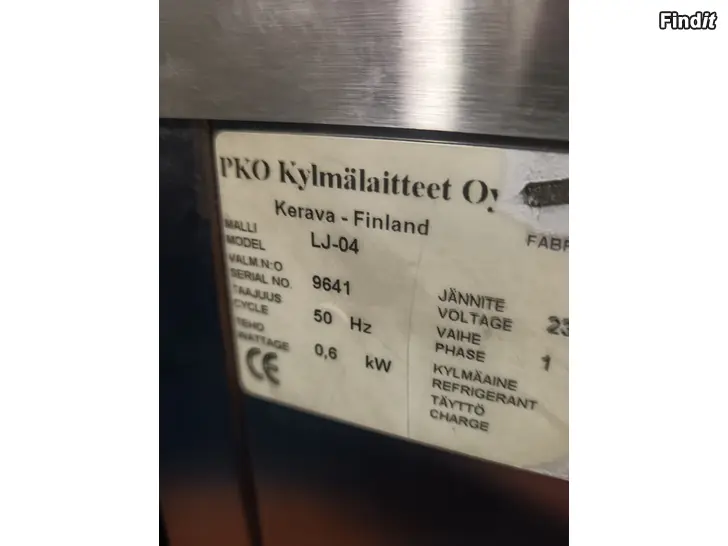 Findit
PKO Kylmälaitteet Oy
Kerava - Finland
MALLI
MODEL LJ-04
VALM.N:O
SERIAL NO. 9641
TAAJUUS
CYCLE 50 Hz
TEHO
WATTAGE 0,6 kW
CE
JÄNNITE
VOLTAGE
VAIHE
PHASE 1
KYLMÄAINE
REFRIGERANT
TÄYTTÖ
CHARGE